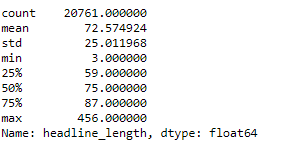 count    20761.000000
mean        72.574924
std         25.011968
min          3.000000
25%         59.000000
50%         75.000000
75%         87.000000
max        456.000000
Name: headline_length, dtype: float64